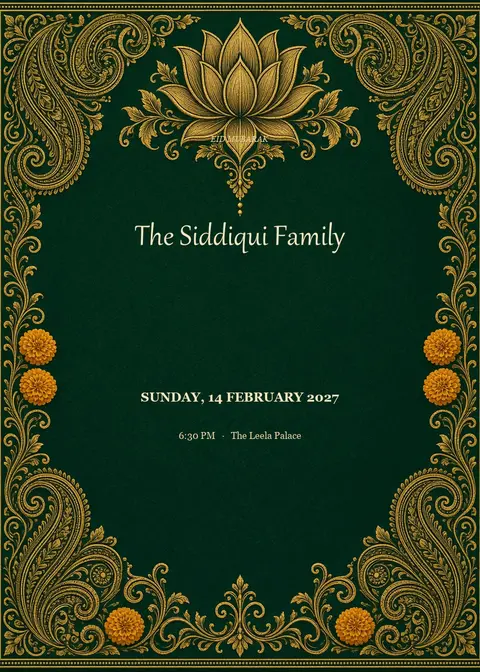 EID MUBARAK
The Siddiqui Family
SUNDAY, 14 FEBRUARY 2027
6:30 PM · The Leela Palace